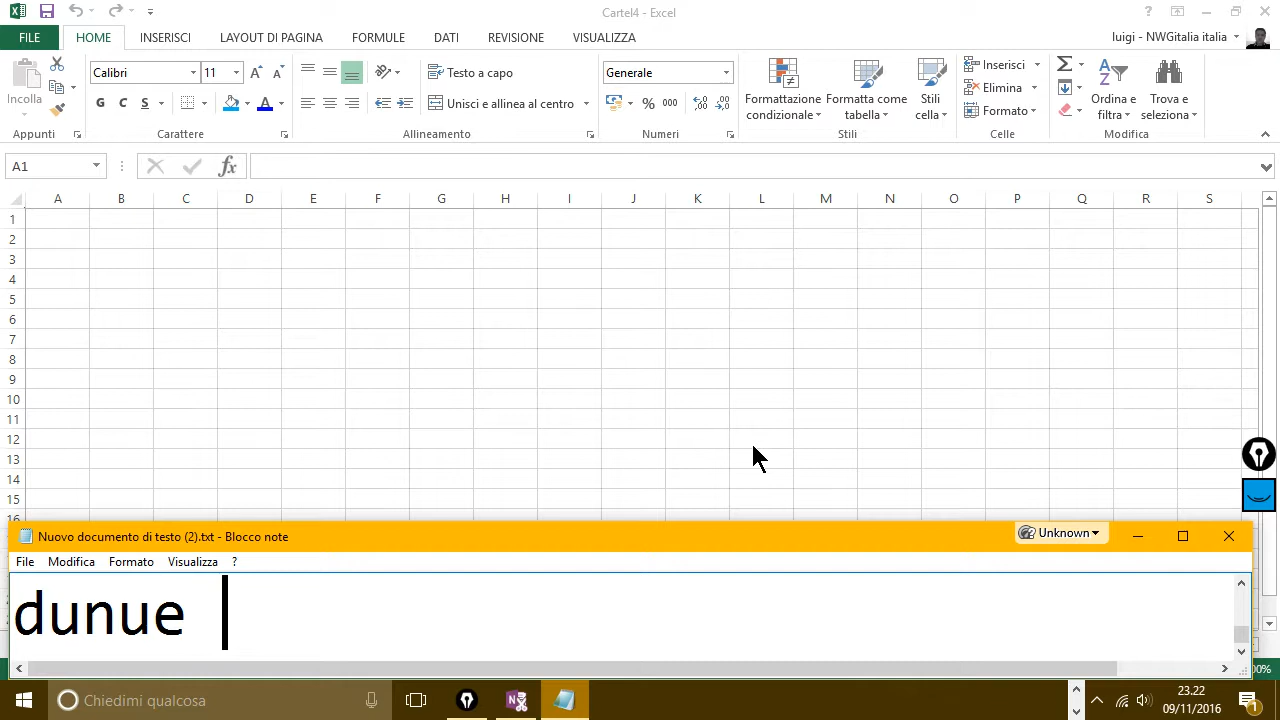 Cartel4 - Excel
?
FILE HOME INSERISCI LAYOUT DI PAGINA FORMULE DATI REVISIONE VISUALIZZA
luigi - NWGitalia italia
Incolla
Calibri 11
G C S A
Testo a capo
Unisci e allinea al centro
Generale
% 000
Formattazione condizionale
Formatta come tabella
Stili cella
Inserisci
Elimina
Formato
Ordina e filtra
Trova e seleziona
Appunti Carattere Allineamento Numeri Stili Celle Modifica
A1 fx
A B C D E F G H I J K L M N O P Q R S
1
2
3
4
5
6
7
8
9
10
11
12
13
14
15
16
Nuovo documento di testo (2).txt - Blocco note
Unknown
File Modifica Formato Visualizza ?
dunue
00%
Chiedimi qualcosa
23.22
09/11/2016
1